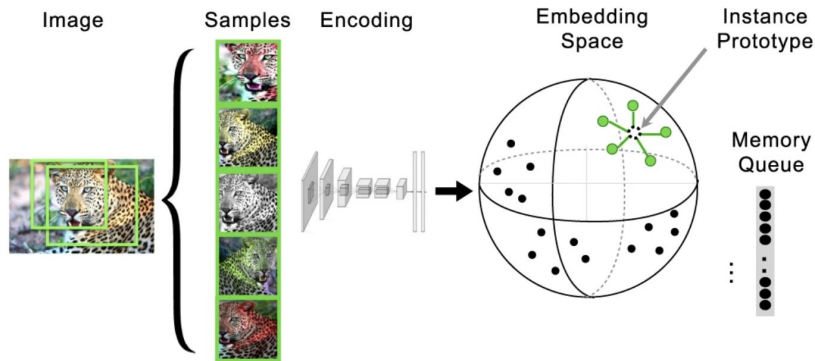 Image
Samples
Encoding
Embedding
Space
Instance
Prototype
Memory
Queue